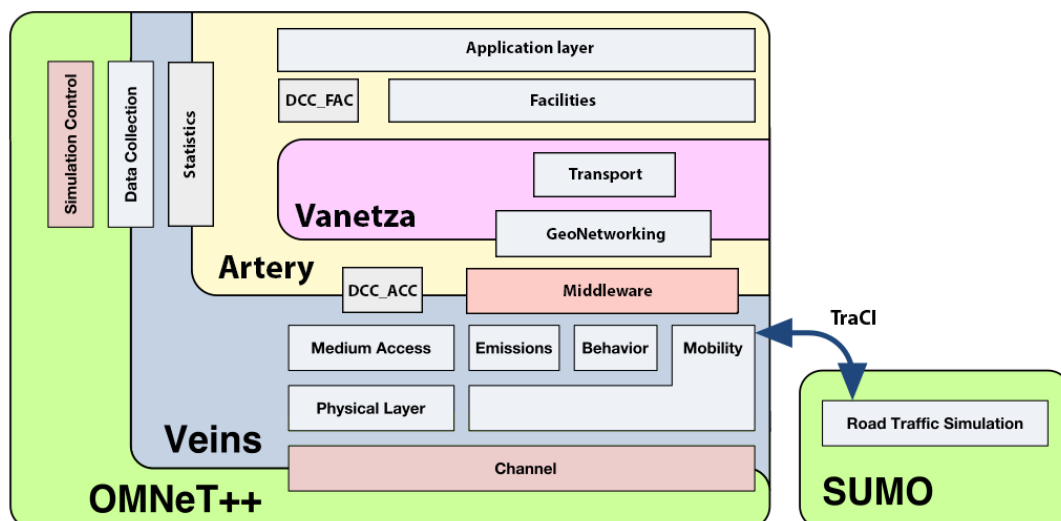 Application layer
Simulation Control
Data Collection
Statistics
DCC_FAC
Facilities
Transport
Vanetza
GeoNetworking
Artery
DCC_ACC
Middleware
TraCI
Medium Access
Emissions
Behavior
Mobility
Physical Layer
Road Traffic Simulation
Veins
Channel
OMNeT++
SUMO